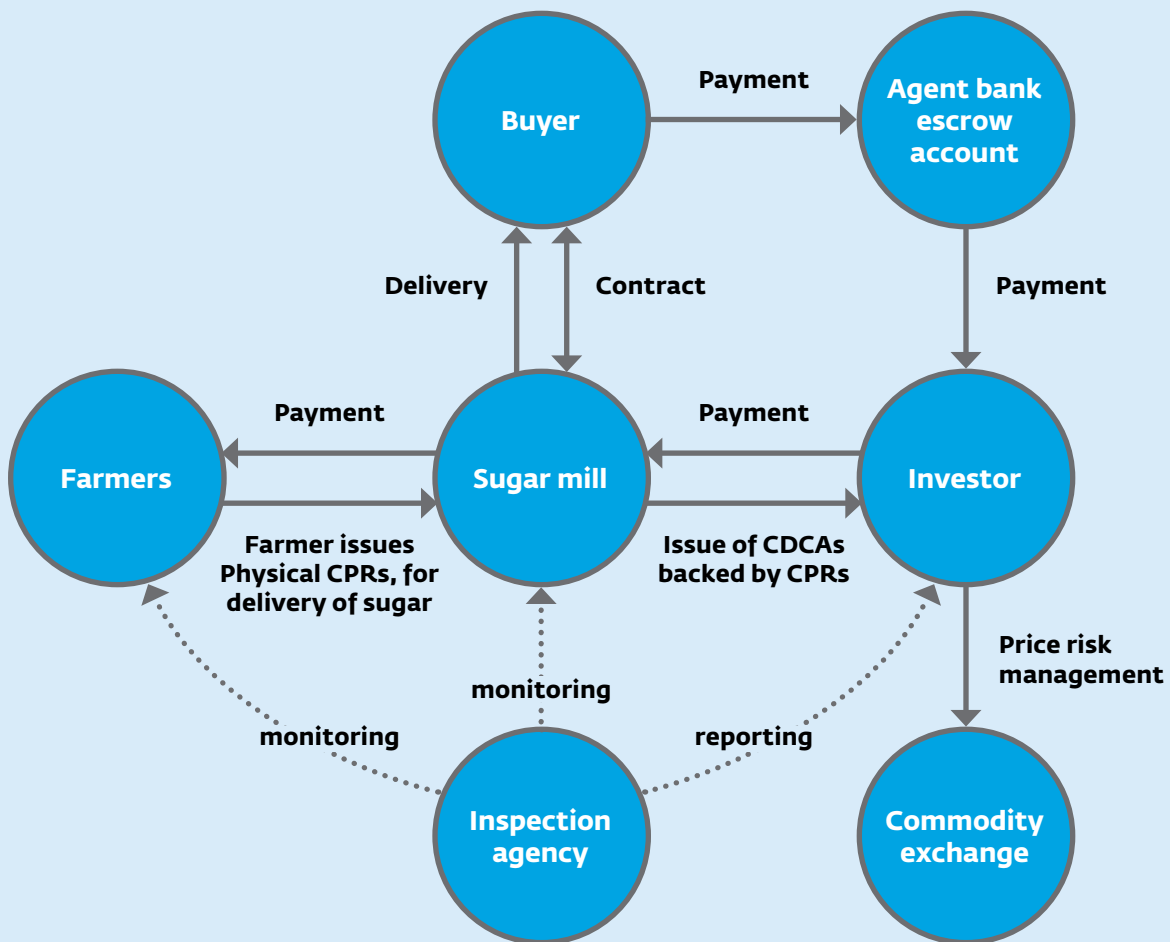 Payment
Buyer
Agent bank
escrow
account
Delivery
Contract
Payment
Payment
Payment
Farmers
Sugar mill
Investor
Farmer issues
Physical CPRs, for
delivery of sugar
Issue of CDCAs
backed by CPRs
Price risk
management
monitoring
monitoring
reporting
Inspection
agency
Commodity
exchange